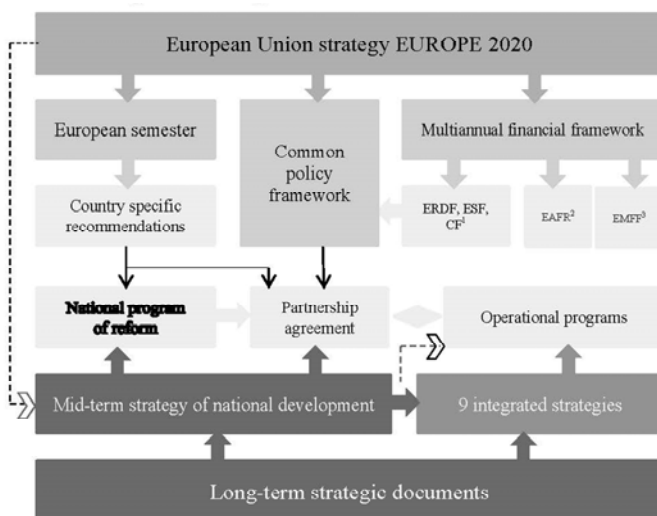 European Union strategy EUROPE 2020
European semester
Common
policy
framework
Multiannual financial framework
Country specific
recommendations
ERDF, ESF,
CF¹
EAFR²
EMFF³
National program
of reform
Partnership
agreement
Operational programs
Mid-term strategy of national development
9 integrated strategies
Long-term strategic documents